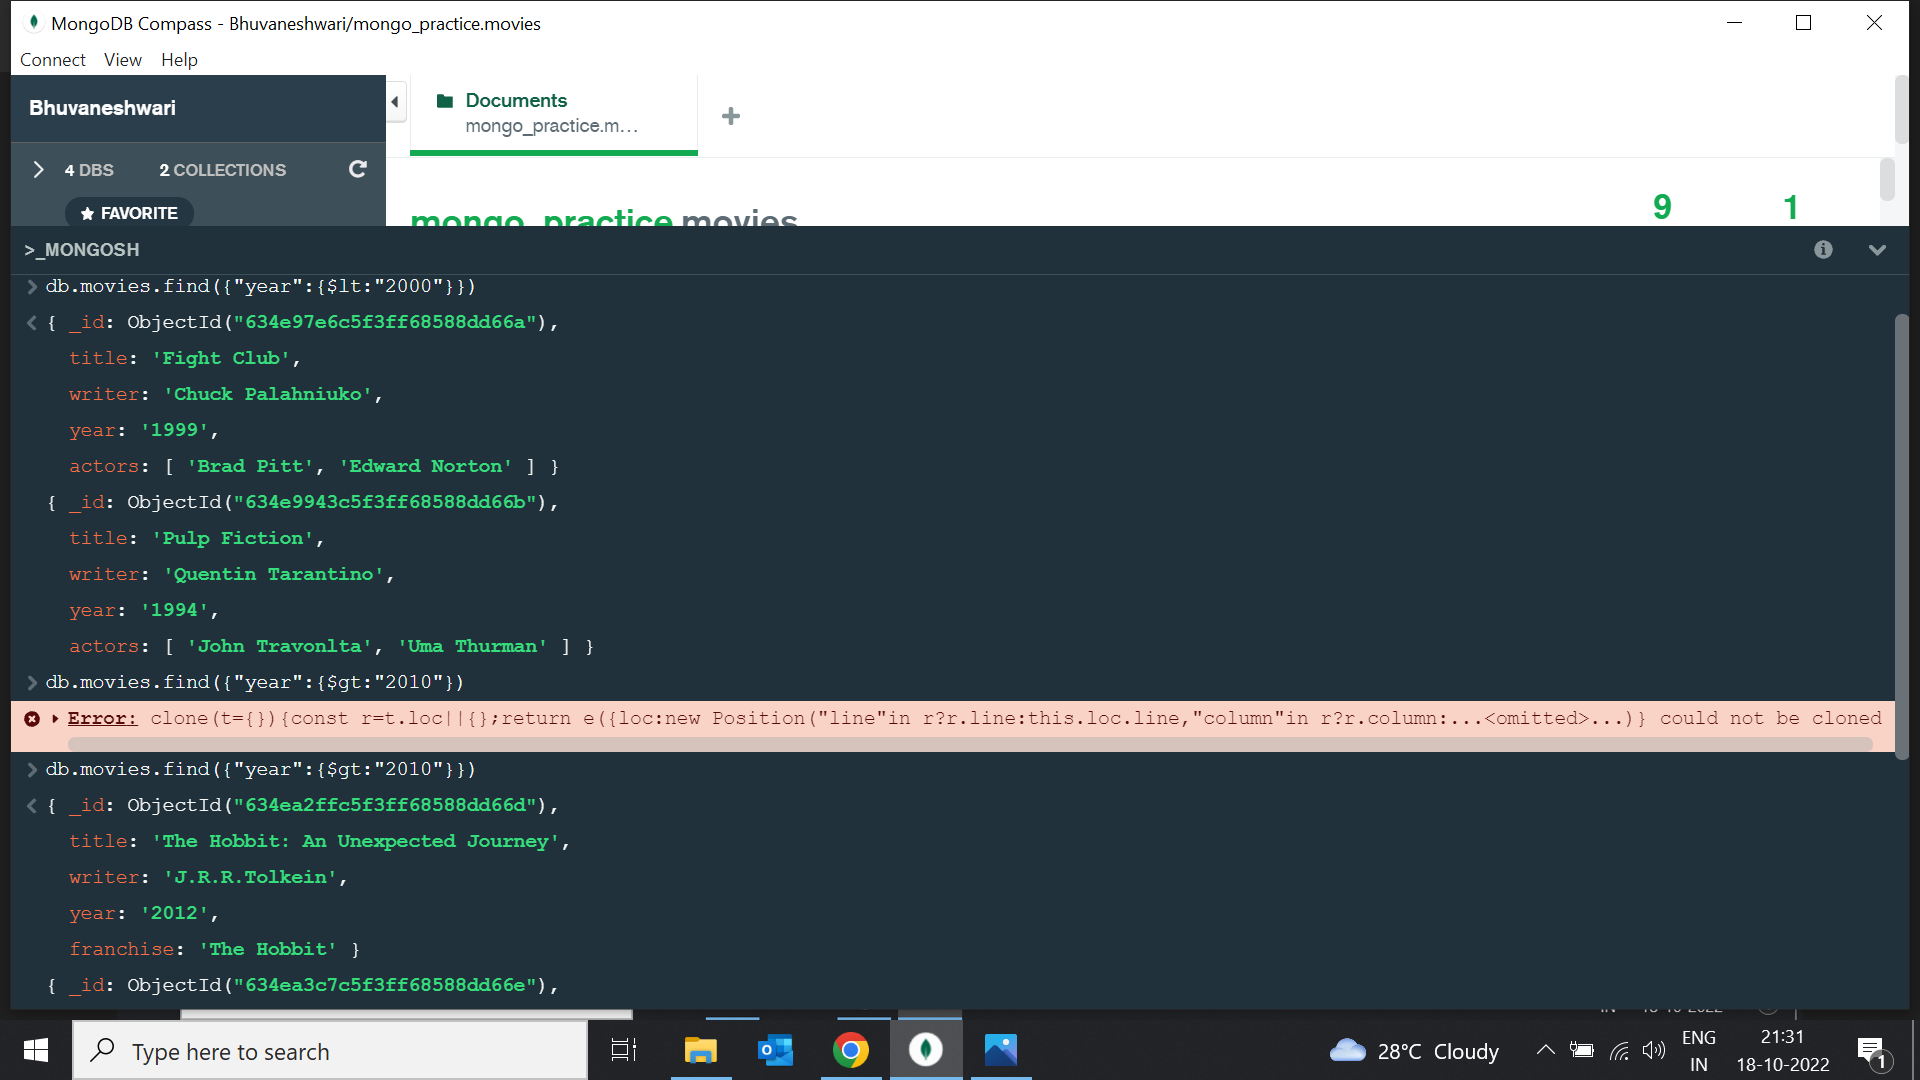 MongoDB Compass - Bhuvaneshwari/mongo_practice.movies
Connect View Help
Bhuvaneshwari
Documents
mongo_practice.m...
4 DBS 2 COLLECTIONS
FAVORITE
mongo_practice.movies
9 1
>_MONGOSH
db.movies.find({"year":{$lt:"2000"}})
{ _id: ObjectId("634e97e6c5f3ff68588dd66a"),
title: 'Fight Club',
writer: 'Chuck Palahniuko',
year: '1999',
actors: [ 'Brad Pitt', 'Edward Norton' ] }
{ _id: ObjectId("634e9943c5f3ff68588dd66b"),
title: 'Pulp Fiction',
writer: 'Quentin Tarantino',
year: '1994',
actors: [ 'John Travonlta', 'Uma Thurman' ] }
db.movies.find({"year":{$gt:"2010"})
Error: clone(t={}){const r=t.loc||{};return e({loc:new Position("line"in r?r.line:this.loc.line,"column"in r?r.column:...<omitted>...)} could not be cloned
db.movies.find({"year":{$gt:"2010"}})
{ _id: ObjectId("634ea2ffc5f3ff68588dd66d"),
title: 'The Hobbit: An Unexpected Journey',
writer: 'J.R.R.Tolkein',
year: '2012',
franchise: 'The Hobbit' }
{ _id: ObjectId("634ea3c7c5f3ff68588dd66e"),
Type here to search
28°C Cloudy
ENG
IN
21:31
18-10-2022
1